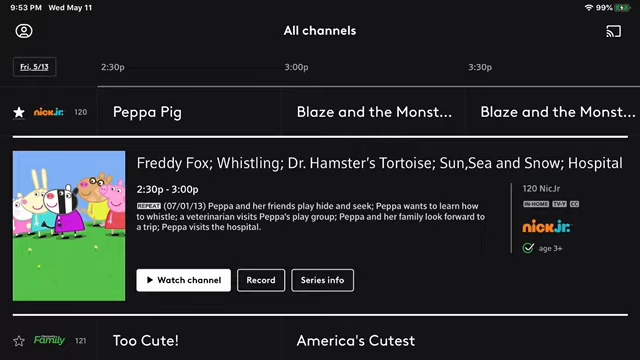 9:53 PM Wed May 11
99%
All channels
Fri, 5/13
2:30p
3:00p
3:30p
nick jr.
120
Peppa Pig
Blaze and the Monst...
Blaze and the Monst...
Freddy Fox; Whistling; Dr. Hamster's Tortoise; Sun,Sea and Snow; Hospital
2:30p - 3:00p
REPEAT (07/01/13) Peppa and her friends play hide and seek; Peppa wants to learn how
to whistle; a veterinarian visits Peppa's play group; Peppa and her family look forward to
a trip; Peppa visits the hospital.
120 NicJr
IN-HOME TV-Y CC
nick jr.
age 3+
Watch channel
Record
Series info
Family
121
Too Cute!
America's Cutest